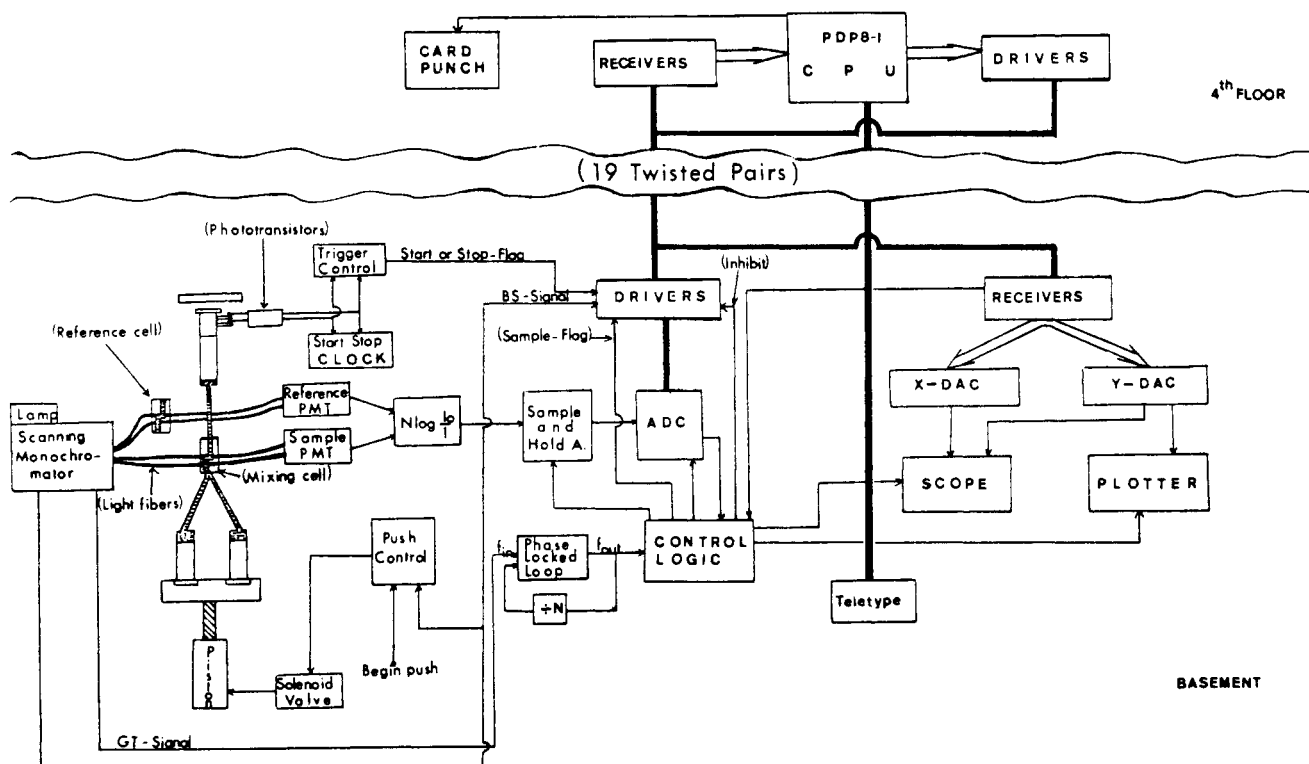 CARD
PUNCH
RECEIVERS
PDP8-1
C P U
DRIVERS
4th FLOOR
(19 Twisted Pairs)
(Phototransistors)
Trigger
Control
Start or Stop-Flag
(Inhibit)
BS-Signal
DRIVERS
RECEIVERS
(Reference cell)
(Sample-Flag)
Start Stop
CLOCK
X-DAC
Y-DAC
Lamp
Scanning
Monochro-
mator
Reference
PMT
Sample
PMT
Nlog Io/I
Sample
and
Hold A.
ADC
(Mixing cell)
(Light fibers)
SCOPE
PLOTTER
Push
Control
fin
Phase
Locked
Loop
fout
CONTROL
LOGIC
÷N
Teletype
Piston
Begin push
Solenoid
Valve
BASEMENT
GT-Signal